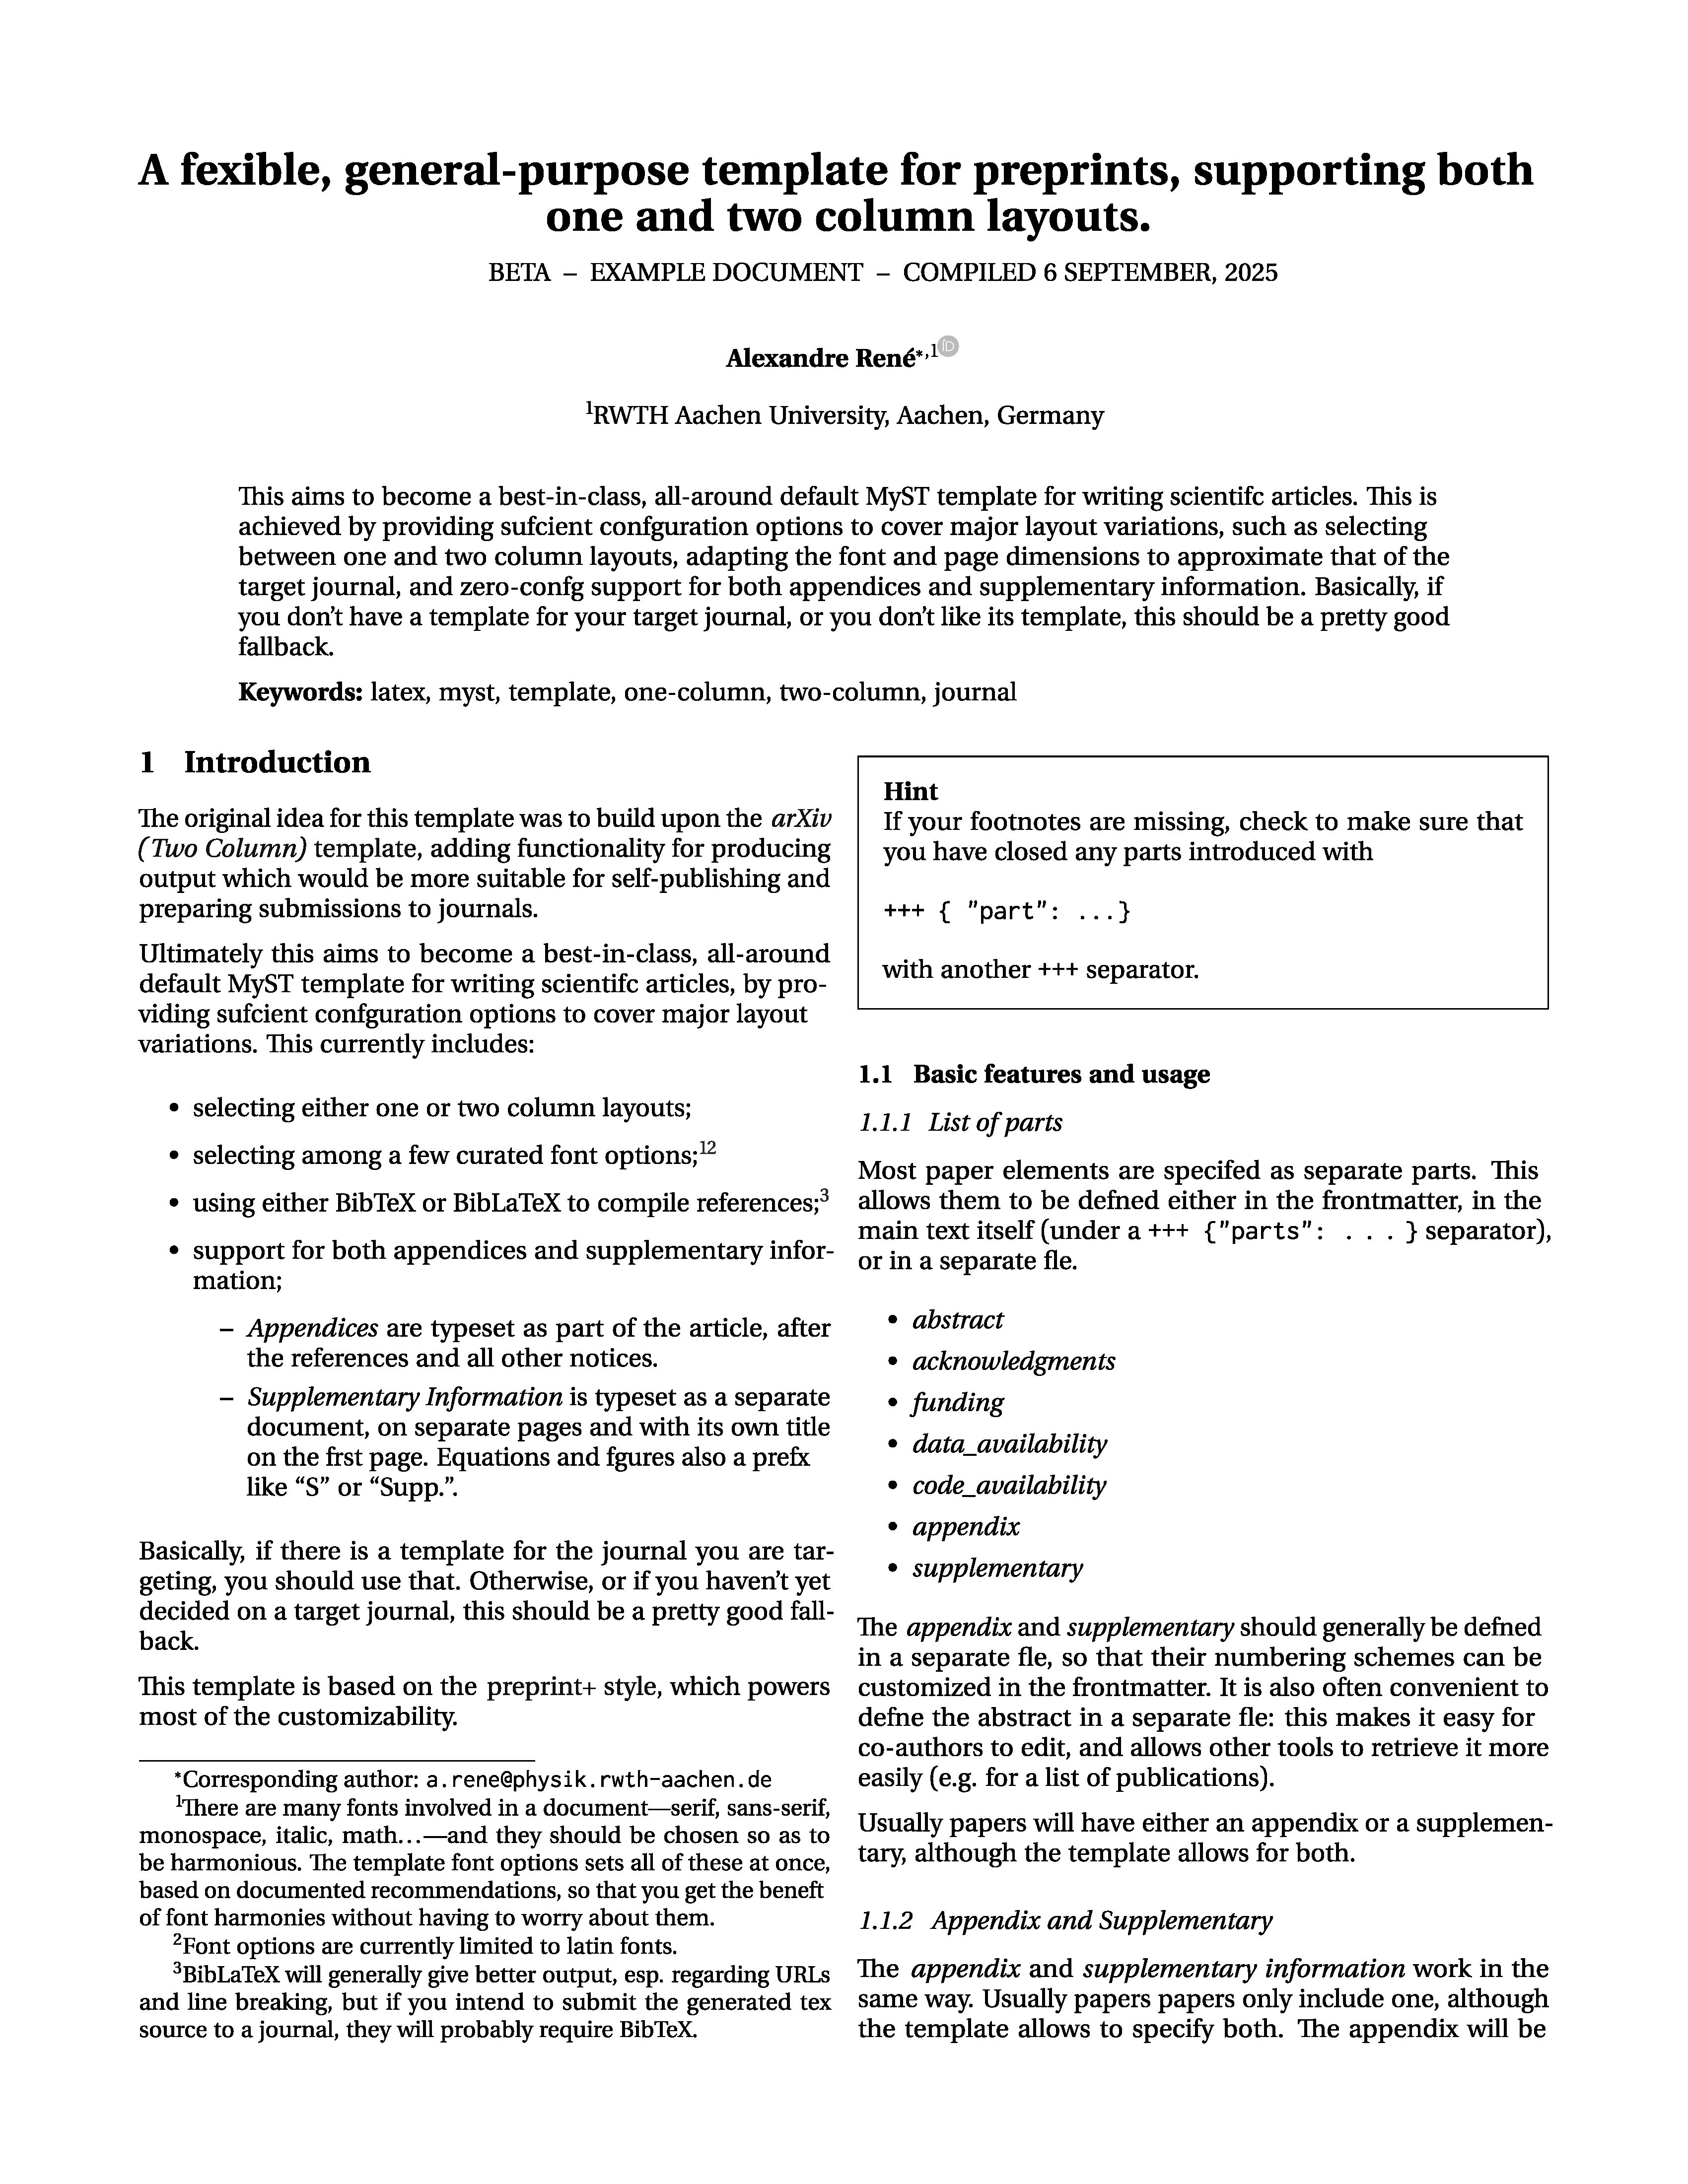 A fexible, general-purpose template for preprints, supporting both
one and two column layouts.
BETA – EXAMPLE DOCUMENT – COMPILED 6 SEPTEMBER, 2025
Alexandre René*,1 iD
1RWTH Aachen University, Aachen, Germany
This aims to become a best-in-class, all-around default MyST template for writing scientifc articles. This is
achieved by providing sufcient confguration options to cover major layout variations, such as selecting
between one and two column layouts, adapting the font and page dimensions to approximate that of the
target journal, and zero-confg support for both appendices and supplementary information. Basically, if
you don’t have a template for your target journal, or you don’t like its template, this should be a pretty good
fallback.
Keywords: latex, myst, template, one-column, two-column, journal
1 Introduction
The original idea for this template was to build upon the arXiv
(Two Column) template, adding functionality for producing
output which would be more suitable for self-publishing and
preparing submissions to journals.
Ultimately this aims to become a best-in-class, all-around
default MyST template for writing scientifc articles, by pro-
viding sufcient confguration options to cover major layout
variations. This currently includes:
• selecting either one or two column layouts;
• selecting among a few curated font options;12
• using either BibTeX or BibLaTeX to compile references;3
• support for both appendices and supplementary infor-
mation;
– Appendices are typeset as part of the article, after
the references and all other notices.
– Supplementary Information is typeset as a separate
document, on separate pages and with its own title
on the frst page. Equations and fgures also a prefx
like “S” or “Supp.”.
Basically, if there is a template for the journal you are tar-
geting, you should use that. Otherwise, or if you haven’t yet
decided on a target journal, this should be a pretty good fall-
back.
This template is based on the preprint+ style, which powers
most of the customizability.
*Corresponding author: a.rene@physik.rwth-aachen.de
1There are many fonts involved in a document—serif, sans-serif,
monospace, italic, math…—and they should be chosen so as to
be harmonious. The template font options sets all of these at once,
based on documented recommendations, so that you get the beneft
of font harmonies without having to worry about them.
2Font options are currently limited to latin fonts.
3BibLaTeX will generally give better output, esp. regarding URLs
and line breaking, but if you intend to submit the generated tex
source to a journal, they will probably require BibTeX.
Hint
If your footnotes are missing, check to make sure that
you have closed any parts introduced with
+++ { "part": ...}
with another +++ separator.
1.1 Basic features and usage
1.1.1 List of parts
Most paper elements are specifed as separate parts. This
allows them to be defned either in the frontmatter, in the
main text itself (under a +++ {"parts": . . . } separator),
or in a separate fle.
• abstract
• acknowledgments
• funding
• data_availability
• code_availability
• appendix
• supplementary
The appendix and supplementary should generally be defned
in a separate fle, so that their numbering schemes can be
customized in the frontmatter. It is also often convenient to
defne the abstract in a separate fle: this makes it easy for
co-authors to edit, and allows other tools to retrieve it more
easily (e.g. for a list of publications).
Usually papers will have either an appendix or a supplemen-
tary, although the template allows for both.
1.1.2 Appendix and Supplementary
The appendix and supplementary information work in the
same way. Usually papers papers only include one, although
the template allows to specify both. The appendix will be